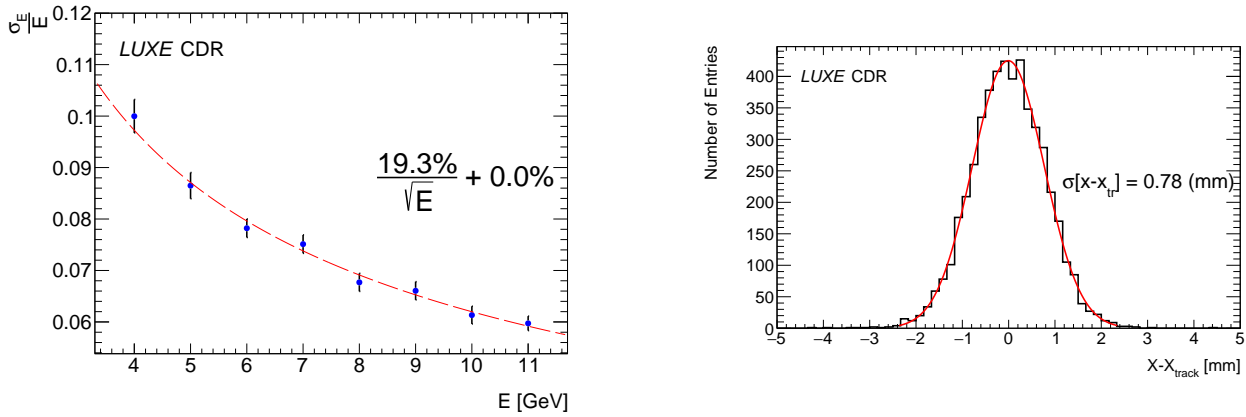 σ_E
E
0.12
0.11
0.1
0.09
0.08
0.07
0.06
LUXE CDR
19.3%
√E
+ 0.0%
4 5 6 7 8 9 10 11
E [GeV]
Number of Entries
400
350
300
250
200
150
100
50
0
LUXE CDR
σ[x-x_tr] = 0.78 (mm)
−5 −4 −3 −2 −1 0 1 2 3 4 5
X-X_track [mm]